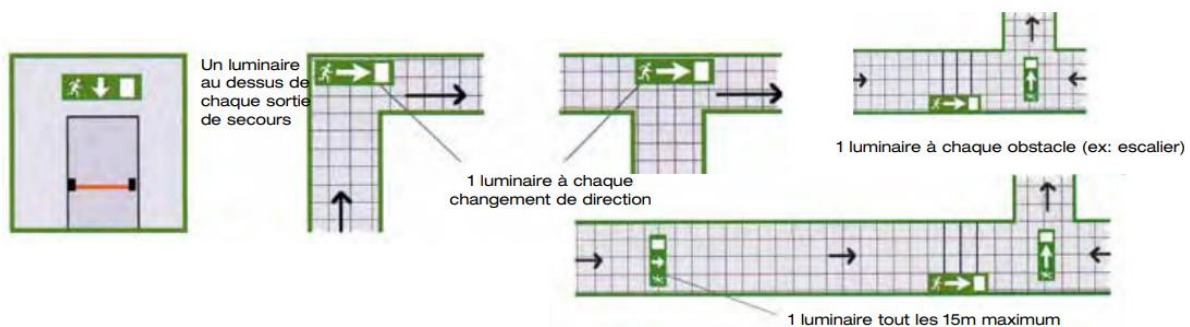 Un luminaire
au dessus de
chaque sortie
de secours
1 luminaire à chaque
changement de direction
1 luminaire à chaque obstacle (ex: escalier)
1 luminaire tout les 15m maximum